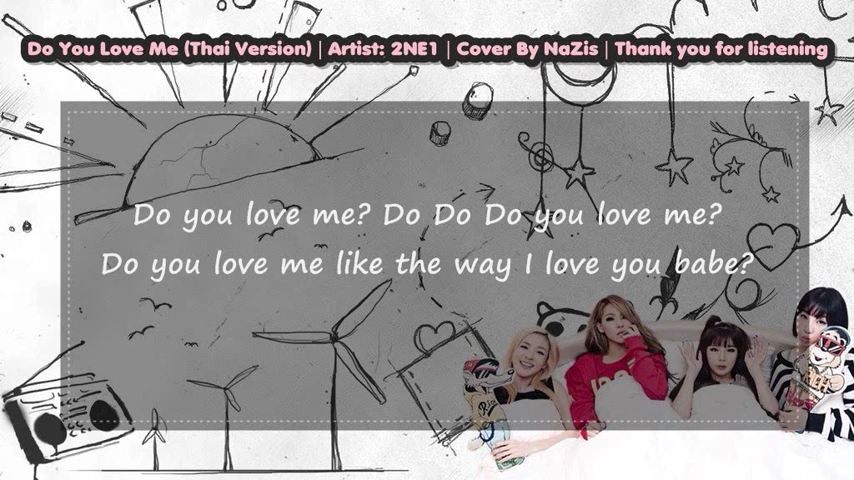 Do You Love Me (Thai Version) | Artist: 2NE1 | Cover By NaZis | Thank you for listening
Do you love me? Do Do Do you love me?
Do you love me like the way I love you babe?